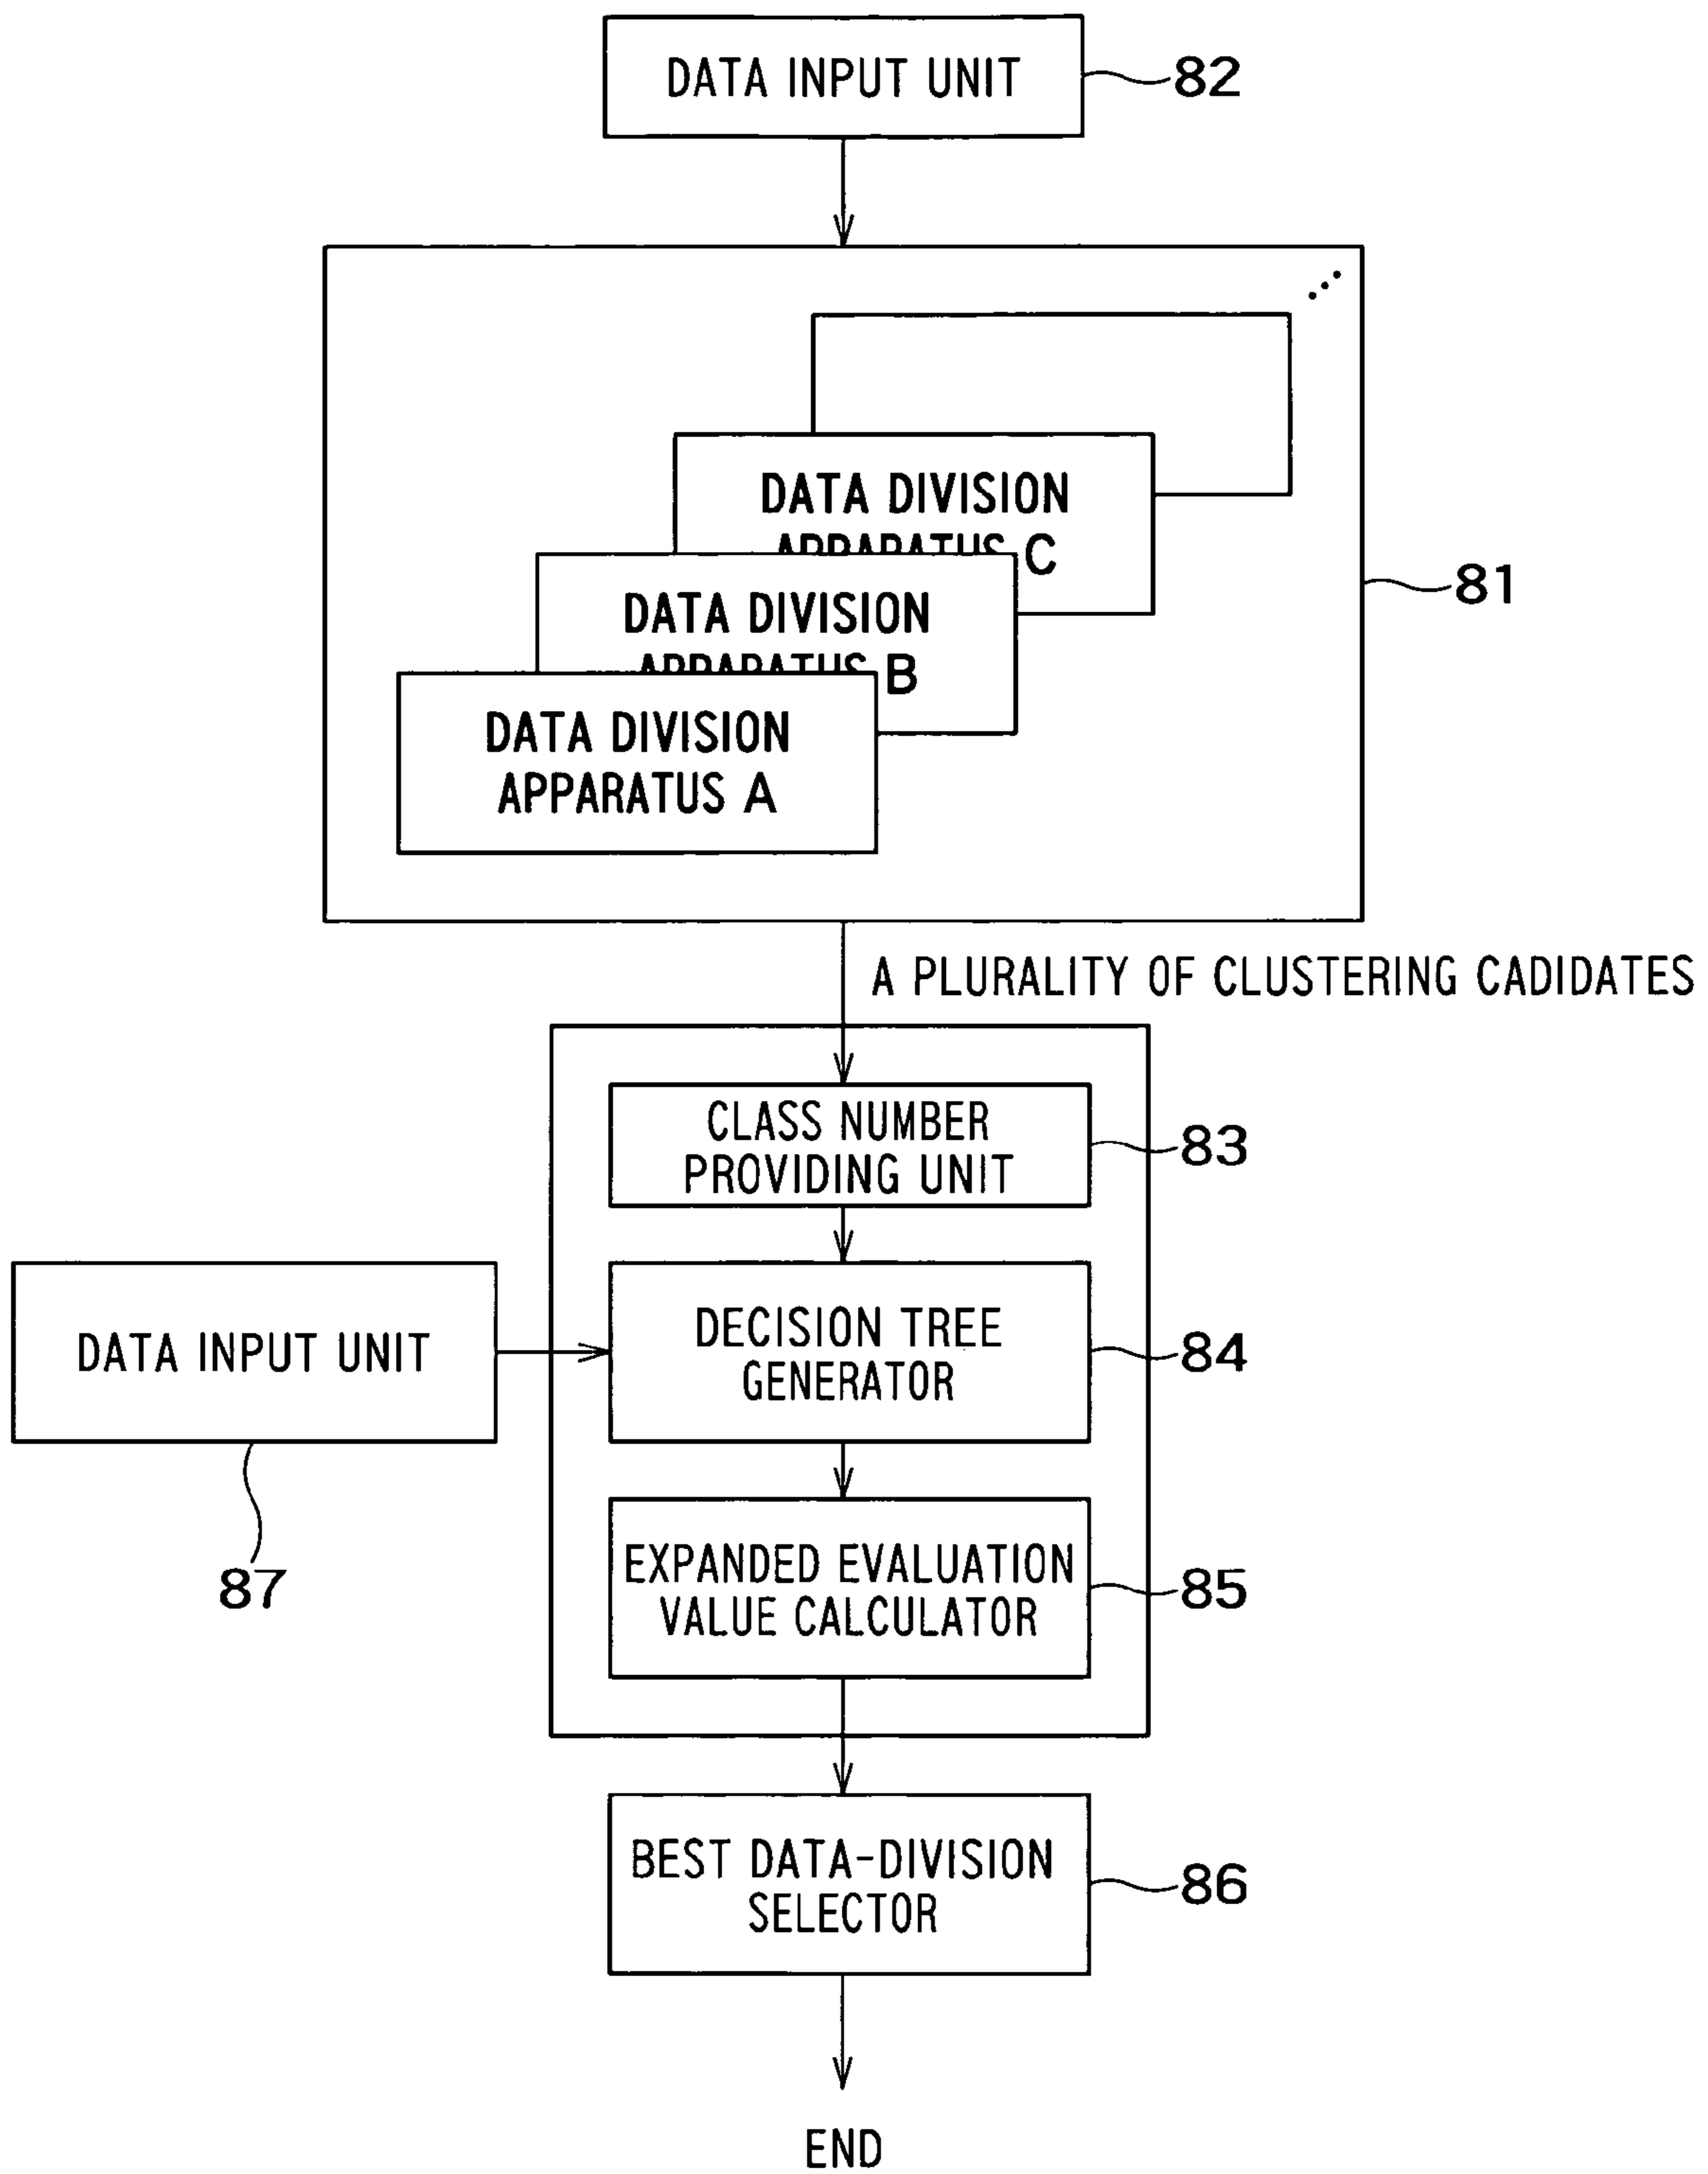 DATA INPUT UNIT
82
DATA DIVISION
APPARATUS C
81
DATA DIVISION
APPARATUS B
DATA DIVISION
APPARATUS A
A PLURALITY OF CLUSTERING CADIDATES
CLASS NUMBER
PROVIDING UNIT
83
DATA INPUT UNIT
87
DECISION TREE
GENERATOR
84
EXPANDED EVALUATION
VALUE CALCULATOR
85
BEST DATA-DIVISION
SELECTOR
86
END